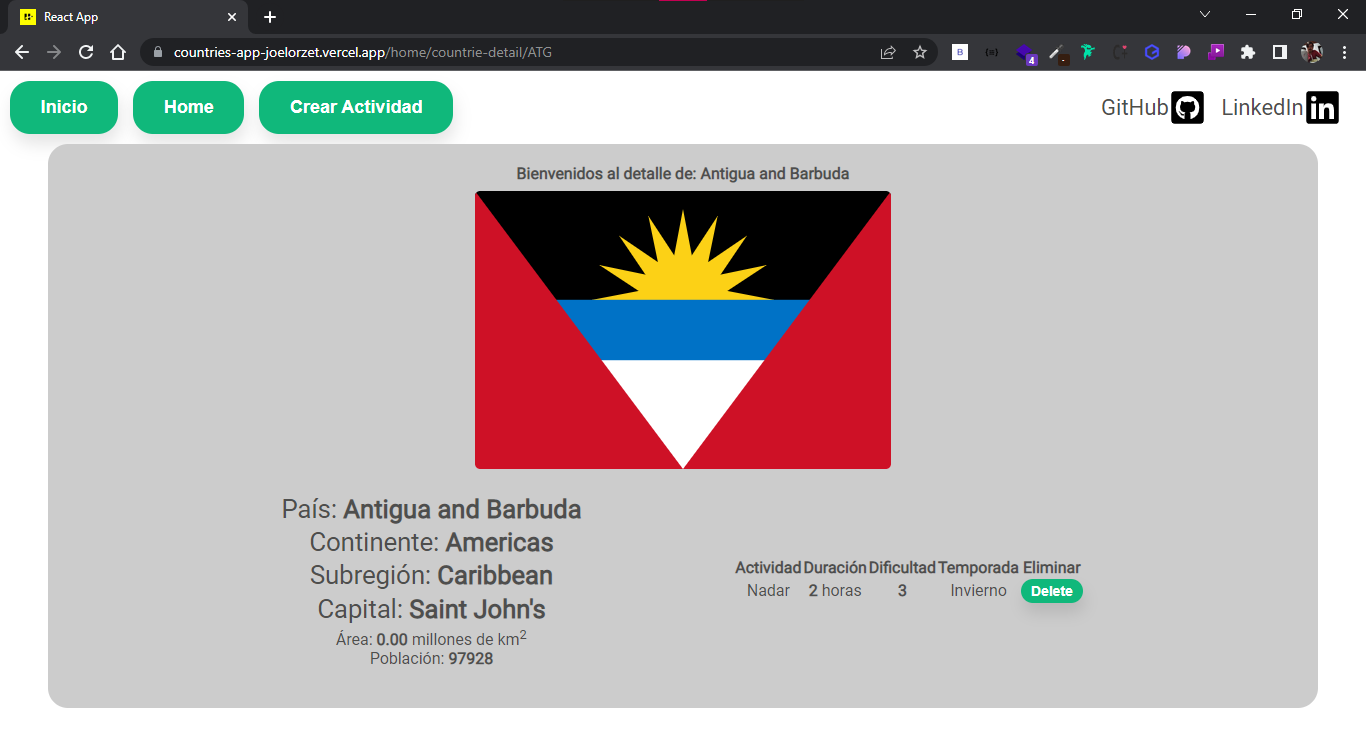 React App
countries-app-joelorzet.vercel.app/home/countrie-detail/ATG
B
4
Inicio Home Crear Actividad GitHub LinkedIn
Bienvenidos al detalle de: Antigua and Barbuda
País: Antigua and Barbuda
Continente: Americas
Subregión: Caribbean
Capital: Saint John's
Área: 0.00 millones de km2
Población: 97928
Actividad Duración Dificultad Temporada Eliminar
Nadar 2 horas 3 Invierno Delete